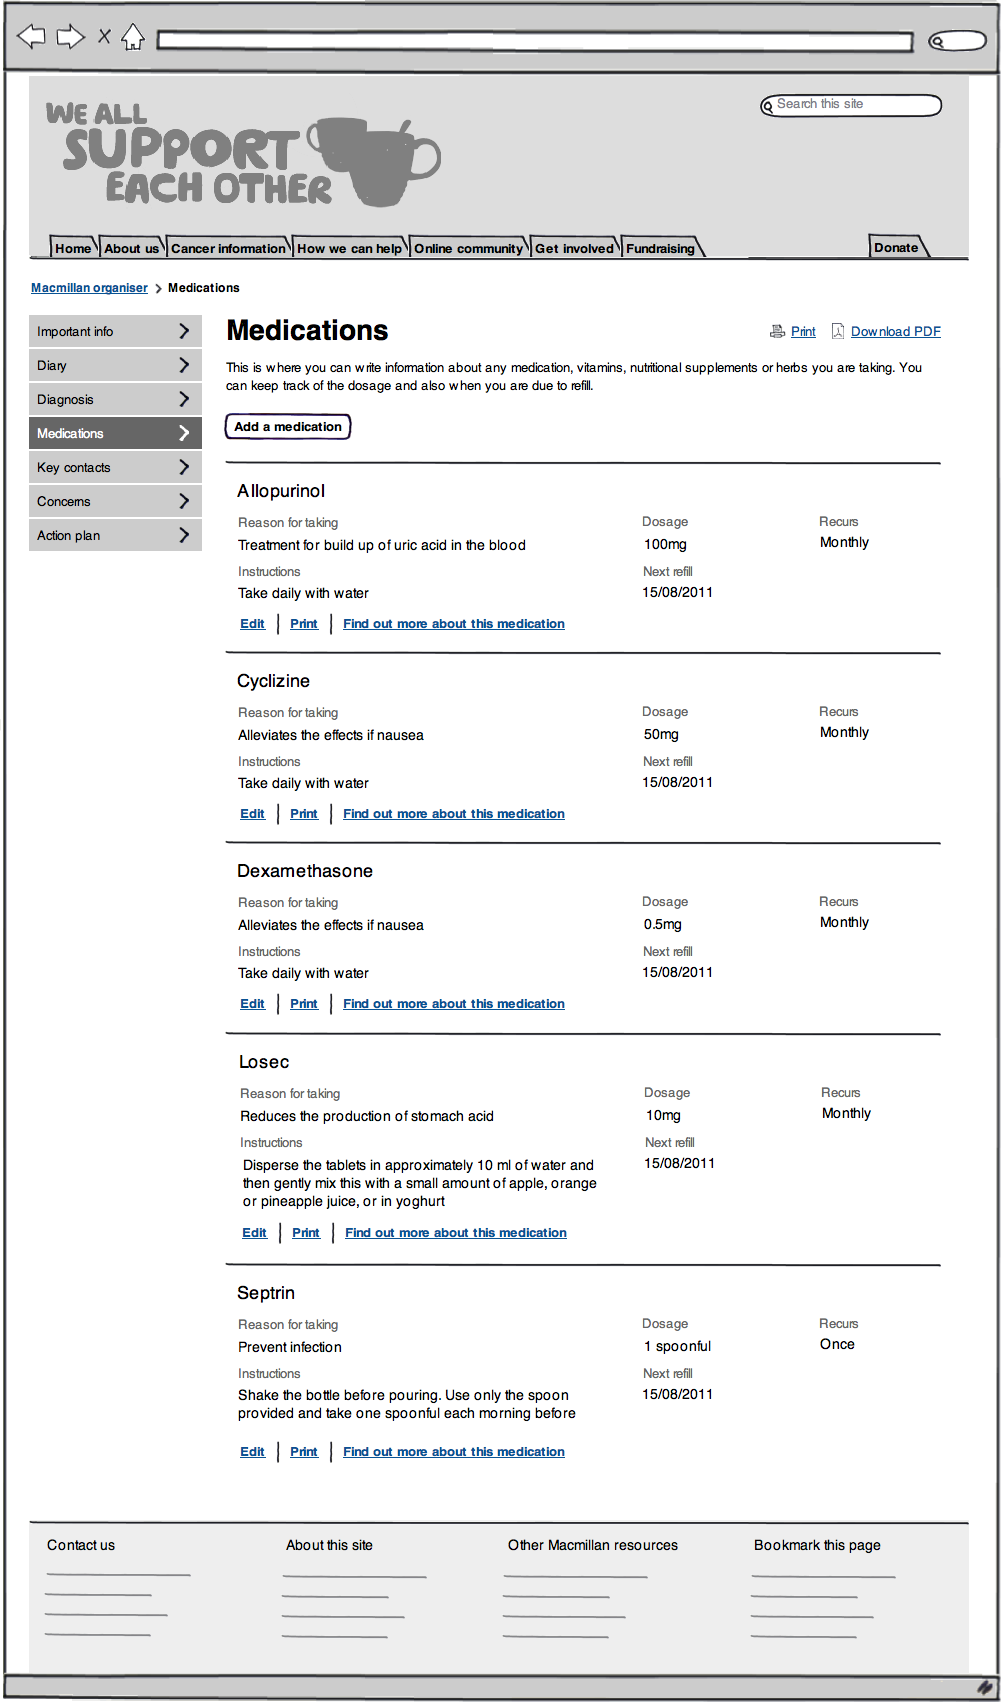 WE ALL
SUPPORT
EACH OTHER
Search this site
Home About us Cancer information How we can help Online community Get involved Fundraising Donate
Macmillan organiser Medications
Important info
Diary
Diagnosis
Medications
Key contacts
Concerns
Action plan
Medications
Print Download PDF
This is where you can write information about any medication, vitamins, nutritional supplements or herbs you are taking. You
can keep track of the dosage and also when you are due to refill.
Add a medication
Allopurinol
Reason for taking Dosage Recurs
Treatment for build up of uric acid in the blood 100mg Monthly
Instructions Next refill
Take daily with water 15/08/2011
Edit Print Find out more about this medication
Cyclizine
Reason for taking Dosage Recurs
Alleviates the effects if nausea 50mg Monthly
Instructions Next refill
Take daily with water 15/08/2011
Edit Print Find out more about this medication
Dexamethasone
Reason for taking Dosage Recurs
Alleviates the effects if nausea 0.5mg Monthly
Instructions Next refill
Take daily with water 15/08/2011
Edit Print Find out more about this medication
Losec
Reason for taking Dosage Recurs
Reduces the production of stomach acid 10mg Monthly
Instructions Next refill
Disperse the tablets in approximately 10 ml of water and 15/08/2011
then gently mix this with a small amount of apple, orange
or pineapple juice, or in yoghurt
Edit Print Find out more about this medication
Septrin
Reason for taking Dosage Recurs
Prevent infection 1 spoonful Once
Instructions Next refill
Shake the bottle before pouring. Use only the spoon 15/08/2011
provided and take one spoonful each morning before
Edit Print Find out more about this medication
Contact us About this site Other Macmillan resources Bookmark this page